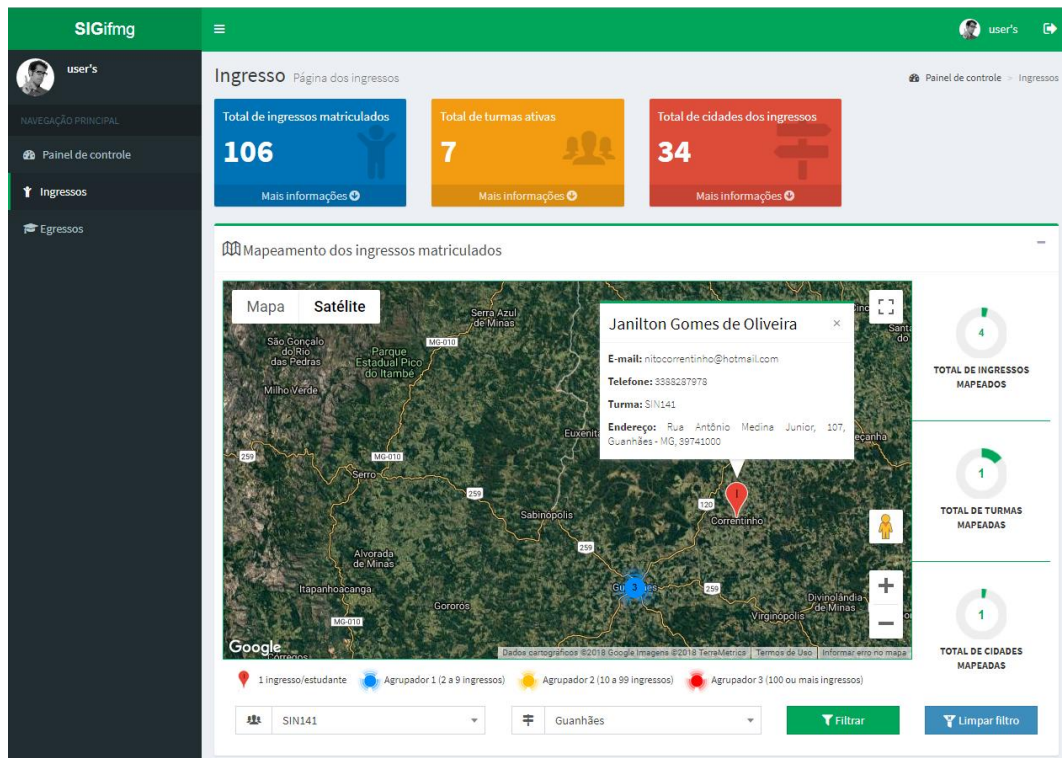 SIGifmg
user's
user's
NAVEGAÇÃO PRINCIPAL
Painel de controle
Ingressos
Egressos
Ingresso Página dos ingressos
Painel de controle > Ingressos
Total de ingressos matriculados
106
Mais informações
Total de turmas ativas
7
Mais informações
Total de cidades dos ingressos
34
Mais informações
Mapeamento dos ingressos matriculados
Mapa Satélite
Serra Azul
de Minas
MG-010
São Gonçalo
do Rio
das Pedras
Parque
Estadual Pico
do Itambé
Milho Verde
259
MG-010
Serro
259
Sabinópolis
259
Alvorada
de Minas
Itapanhoacanga
Gororós
MG-010
120
Correntinho
3
259
Virginópolis
Divinolândia
de Minas
Janilton Gomes de Oliveira ×
E-mail: nitocorrentinho@hotmail.com
Telefone: 3388287978
Turma: SIN141
Endereço: Rua Antônio Medina Junior, 107,
Guanhães - MG, 39741000
Google
Dados cartográficos ©2018 Google Imagens ©2018 TerraMetrics
Termos de Uso
Informar erro no mapa
4
TOTAL DE INGRESSOS
MAPEADOS
1
TOTAL DE TURMAS
MAPEADAS
1
TOTAL DE CIDADES
MAPEADAS
1 ingresso/estudante
Agrupador 1 (2 a 9 ingressos)
Agrupador 2 (10 a 99 ingressos)
Agrupador 3 (100 ou mais ingressos)
SIN141
Guanhães
Filtrar
Limpar filtro